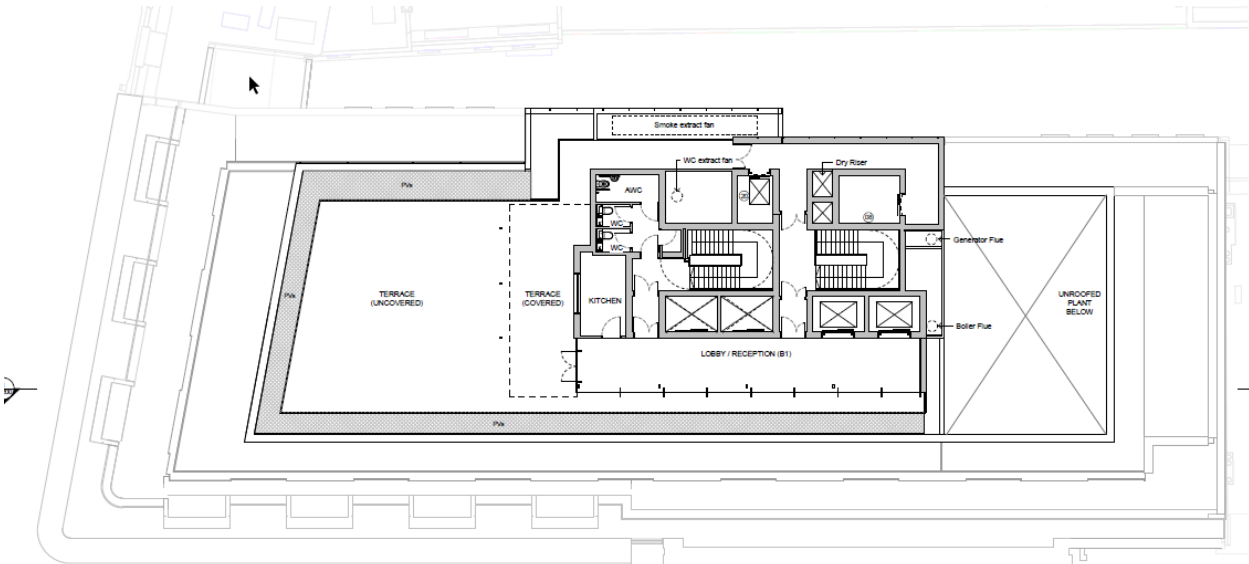 Smoke extract fan
WC extract fan
Dry Riser
PVs
AWC
WC
WC
Generator Flue
PVs
TERRACE
(UNCOVERED)
TERRACE
(COVERED)
KITCHEN
UNROOFED
PLANT
BELOW
Boiler Flue
LOBBY / RECEPTION (B1)
PVs